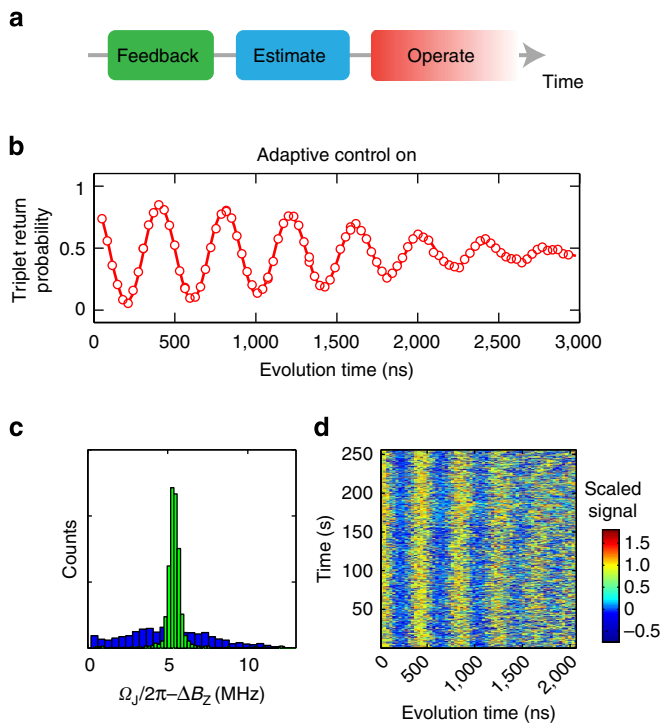 a
Feedback
Estimate
Operate
Time
b
Adaptive control on
Triplet return
probability
1
0.5
0
0
500
1,000
1,500
2,000
2,500
3,000
Evolution time (ns)
c
Counts
0
5
10
Ω_J/2π–ΔB_Z (MHz)
d
Time (s)
250
200
150
100
50
0
500
1,000
1,500
2,000
Evolution time (ns)
Scaled
signal
1.5
1.0
0.5
0
–0.5